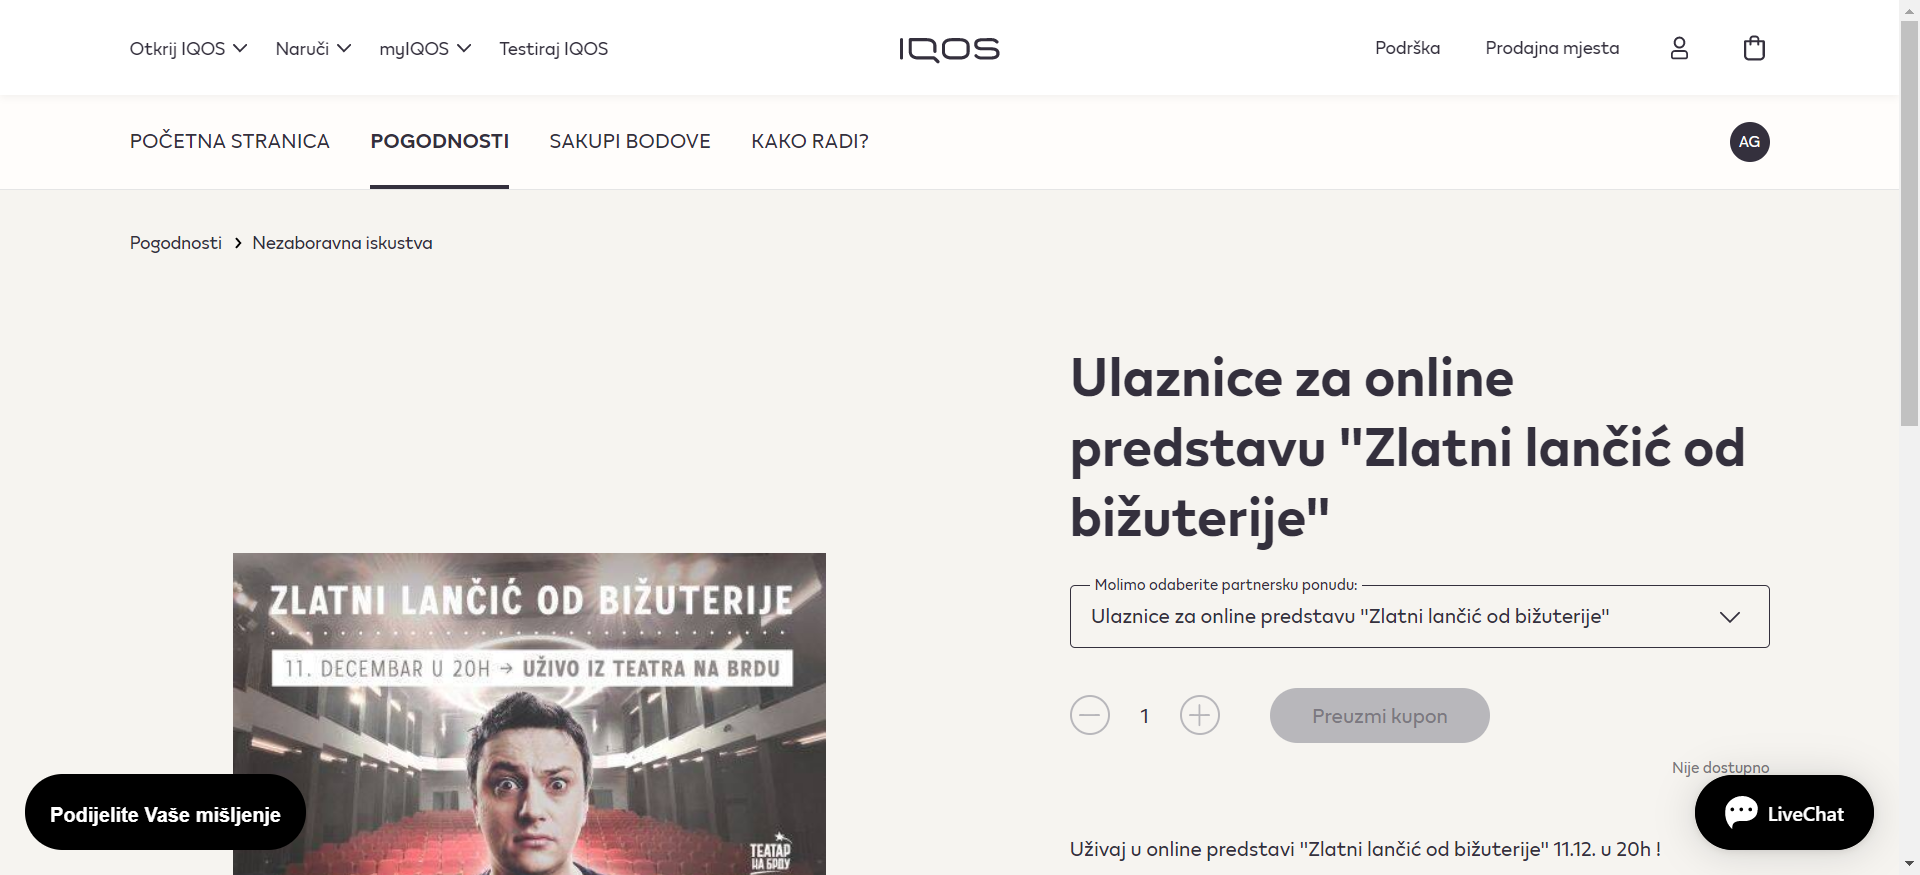 Otkrij IQOS
Naruči
myIQOS
Testiraj IQOS
IQOS
Podrška
Prodajna mjesta
POČETNA STRANICA
POGODNOSTI
SAKUPI BODOVE
KAKO RADI?
AG
Pogodnosti
Nezaboravna iskustva
Ulaznice za online
predstavu "Zlatni lančić od
bižuterije"
Molimo odaberite partnersku ponudu:
Ulaznice za online predstavu "Zlatni lančić od bižuterije"
1
Preuzmi kupon
Nije dostupno
ZLATNI LANČIĆ OD BIŽUTERIJE
11. DECEMBAR U 20H → UŽIVO IZ TEATRA NA BRDU
ТЕАТАР
НА БРДУ
Podijelite Vaše mišljenje
LiveChat
Uživaj u online predstavi "Zlatni lančić od bižuterije" 11.12. u 20h !